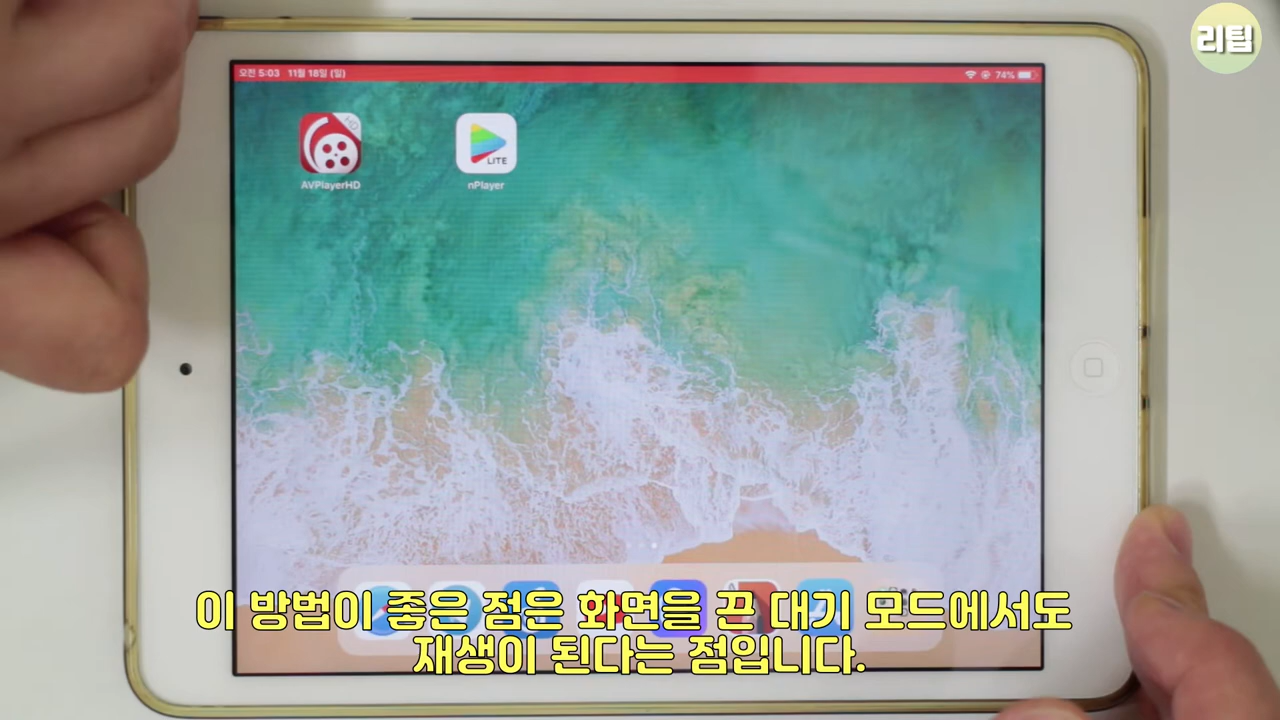 리팁
오전 5:03 11월 18일 (일)
74%
HD
LITE
AVPlayerHD
nPlayer
이 방법이 좋은 점은 화면을 끈 대기 모드에서도
재생이 된다는 점입니다.